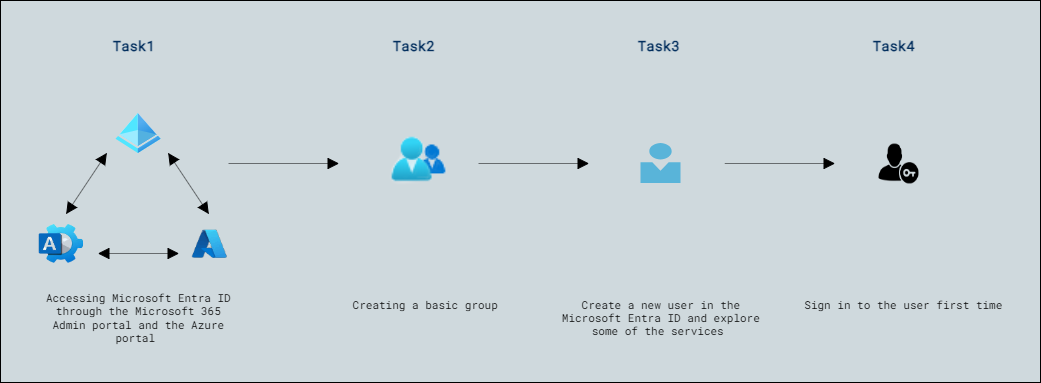 Task1
Task2
Task3
Task4
A
Accessing Microsoft Entra ID
through the Microsoft 365
Admin portal and the Azure
portal
Creating a basic group
Create a new user in the
Microsoft Entra ID and explore
some of the services
Sign in to the user first time